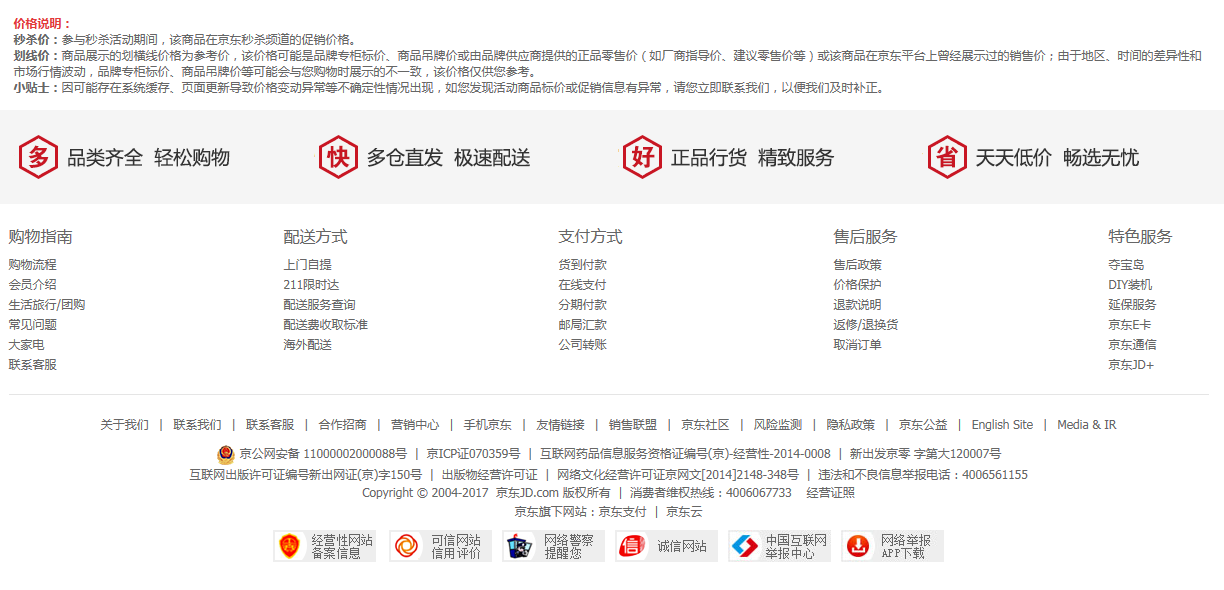 价格说明：
秒杀价：参与秒杀活动期间，该商品在京东秒杀频道的促销价格。
划线价：商品展示的划横线价格为参考价，该价格可能是品牌专柜标价、商品吊牌价或由品牌供应商提供的正品零售价（如厂商指导价、建议零售价等）或该商品在京东平台上曾经展示过的销售价；由于地区、时间的差异性和
市场行情波动，品牌专柜标价、商品吊牌价等可能会与您购物时展示的不一致，该价格仅供您参考。
小贴士：因可能存在系统缓存、页面更新导致价格变动异常等不确定性情况出现，如您发现活动商品标价或促销信息有异常，请您立即联系我们，以便我们及时补正。
多 品类齐全 轻松购物 快 多仓直发 极速配送 好 正品行货 精致服务 省 天天低价 畅选无忧
购物指南 配送方式 支付方式 售后服务 特色服务
购物流程 上门自提 货到付款 售后政策 夺宝岛
会员介绍 211限时达 在线支付 价格保护 DIY装机
生活旅行/团购 配送服务查询 分期付款 退款说明 延保服务
常见问题 配送费收取标准 邮局汇款 返修/退换货 京东E卡
大家电 海外配送 公司转账 取消订单 京东通信
联系客服 京东JD+
关于我们 | 联系我们 | 联系客服 | 合作招商 | 营销中心 | 手机京东 | 友情链接 | 销售联盟 | 京东社区 | 风险监测 | 隐私政策 | 京东公益 | English Site | Media & IR
京公网安备 11000002000088号 | 京ICP证070359号 | 互联网药品信息服务资格证编号(京)-经营性-2014-0008 | 新出发京零 字第大120007号
互联网出版许可证编号新出网证(京)字150号 | 出版物经营许可证 | 网络文化经营许可证京网文[2014]2148-348号 | 违法和不良信息举报电话：4006561155
Copyright © 2004-2017 京东JD.com 版权所有 | 消费者维权热线：4006067733 经营证照
京东旗下网站：京东支付 | 京东云
经营性网站 可信网站 网络警察 诚信网站 中国互联网 网络举报
备案信息 信用评价 提醒您 举报中心 APP下载